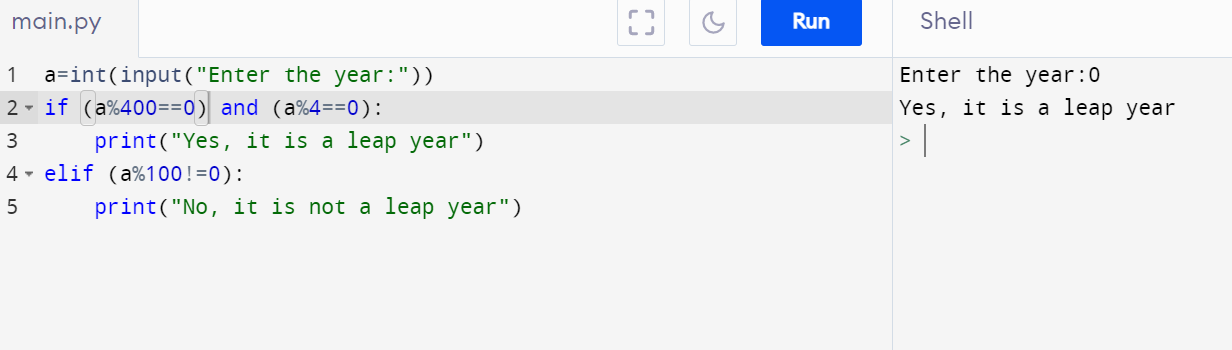 main.py
Run
Shell
1 a=int(input("Enter the year:"))
2 if (a%400==0) and (a%4==0):
3     print("Yes, it is a leap year")
4 elif (a%100!=0):
5     print("No, it is not a leap year")
Enter the year:0
Yes, it is a leap year
>